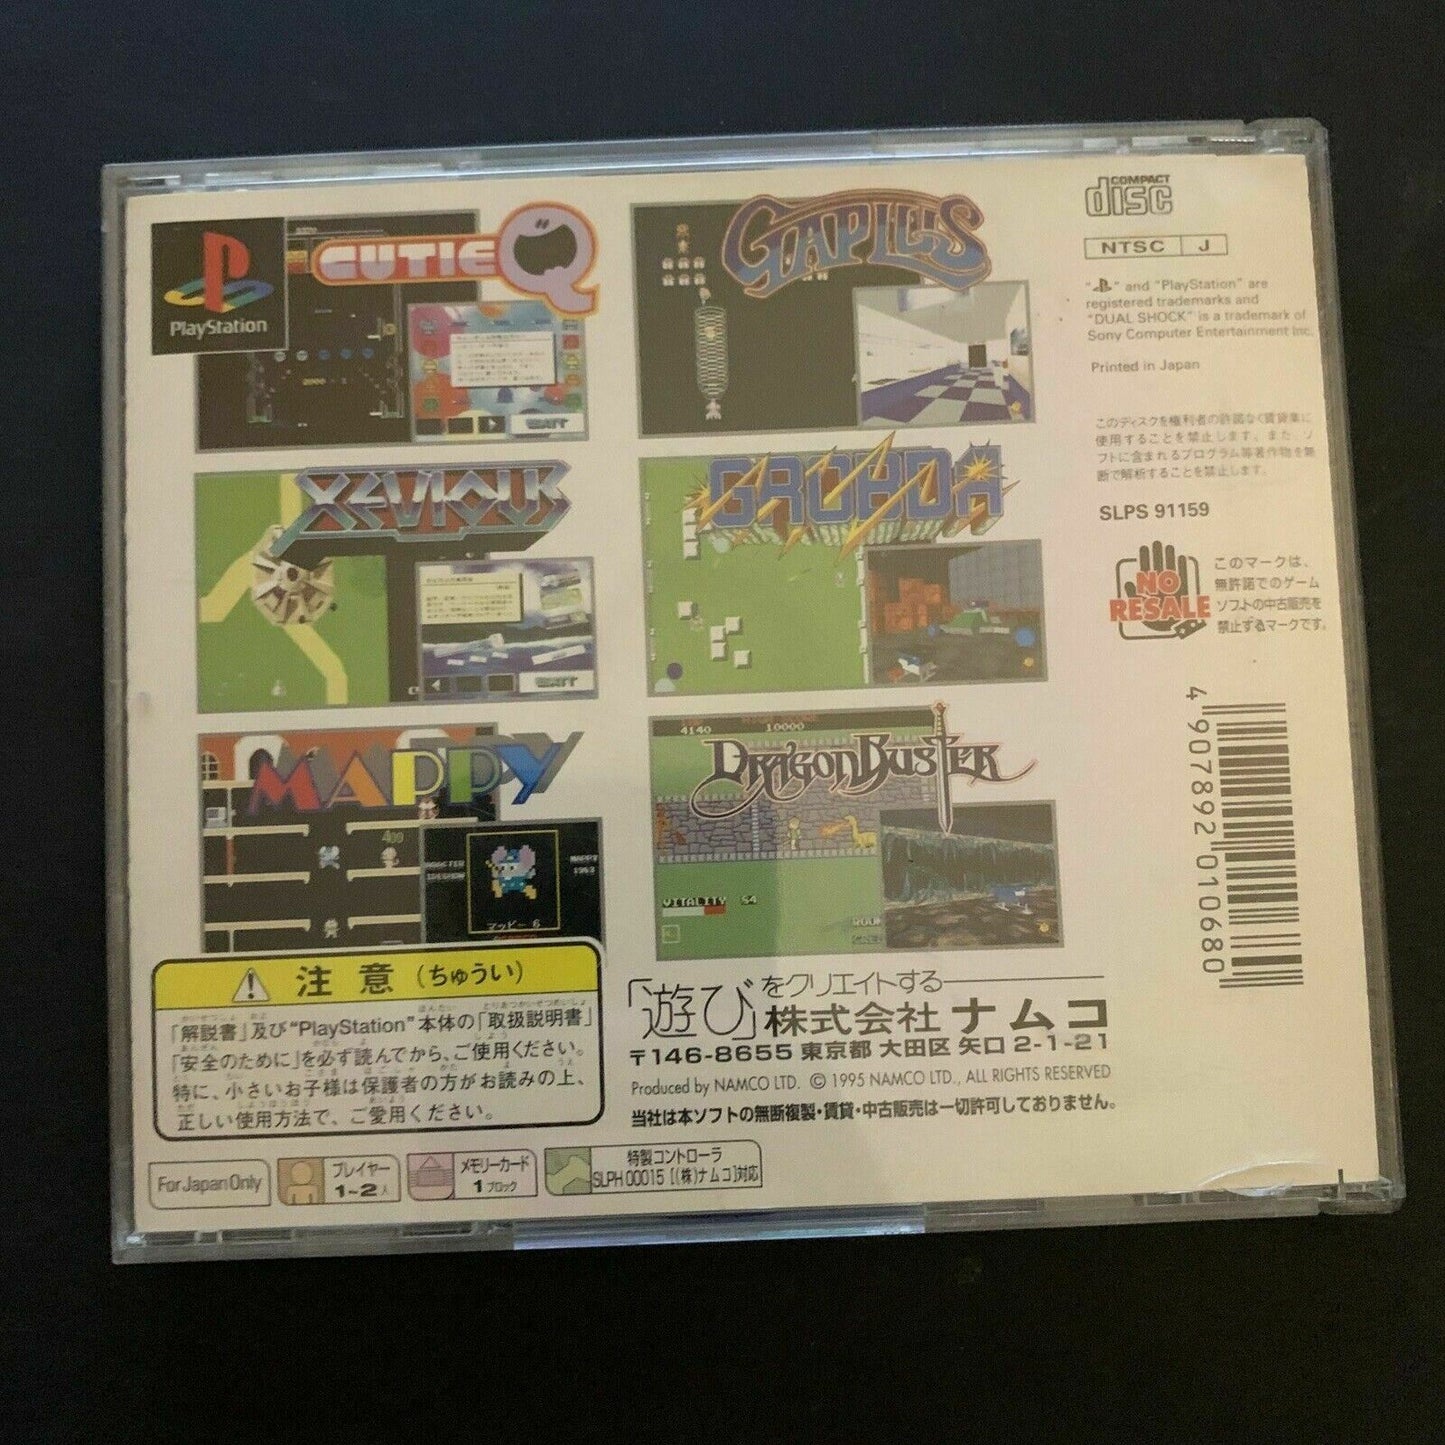 PlayStation
CUTIE Q
GAPLUS
COMPACT
disc
NTSC J
"PS" and "PlayStation" are
registered trademarks and
"DUAL SHOCK" is a trademark of
Sony Computer Entertainment Inc.
Printed in Japan
このディスクを権利者の許諾なく賃貸業に
使用することを禁止します。また、ソ
フトに含まれるプログラム等著作物を無
断で解析することを禁止します。
SLPS 91159
NO
RESALE
このマークは、
無許諾でのゲーム
ソフトの中古販売を
禁止するマークです。
4 907892 010680
2000
XEVIOUS
GROBDA
MAPPY
400
MAPPY
1983
マッピー 6
DRAGON BUSTER
4140
10000
VITALITY 54
注意(ちゅうい)
「解説書」及び"PlayStation"本体の「取扱説明書」
「安全のために」を必ず読んでから、ご使用ください。
特に、小さいお子様は保護者の方がお読みの上、
正しい使用方法で、ご愛用ください。
「遊び」をクリエイトする
株式会社ナムコ
〒146-8655 東京都 大田区 矢口 2-1-21
Produced by NAMCO LTD. © 1995 NAMCO LTD., ALL RIGHTS RESERVED
当社は本ソフトの無断複製・賃貸・中古販売は一切許可しておりません。
For Japan Only
プレイヤー
1~2人
メモリーカード
1ブロック
特製コントローラ
SLPH 00015 [(株)ナムコ]対応